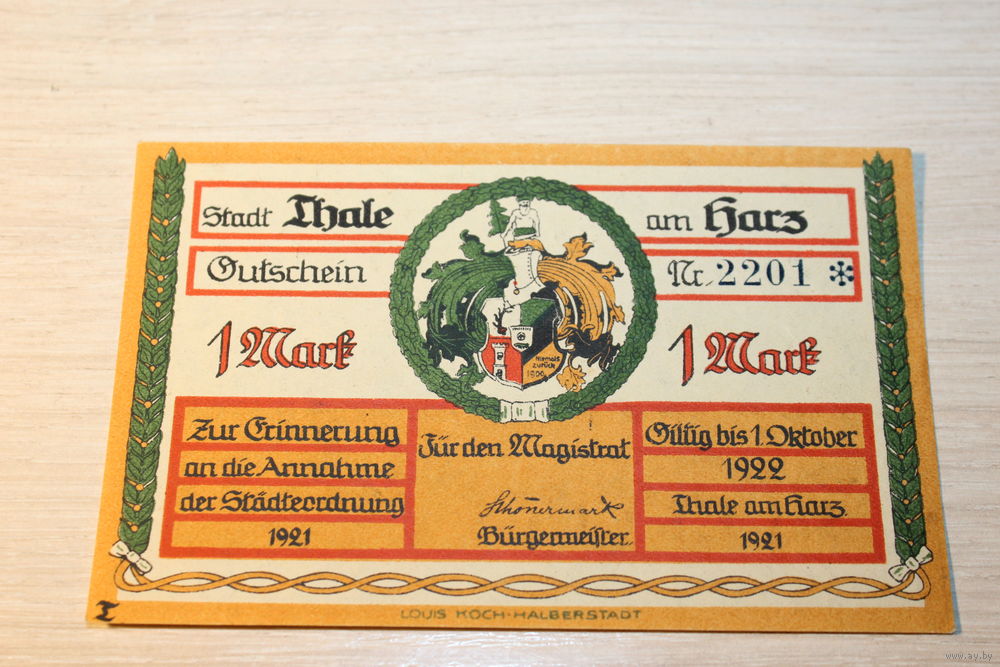 Stadt Thale am Harz
Gutschein Nr. 2201 *
1 Mark
1 Mark
Niemals
zurück
1900
Zur Erinnerung
an die Annahme
der Städteordnung
1921
Für den Magistrat
Schönermark
Bürgermeister
Giltig bis 1. Oktober
1922
Thale am Harz
1921
T
LOUIS KOCH-HALBERSTADT
www.ay.by